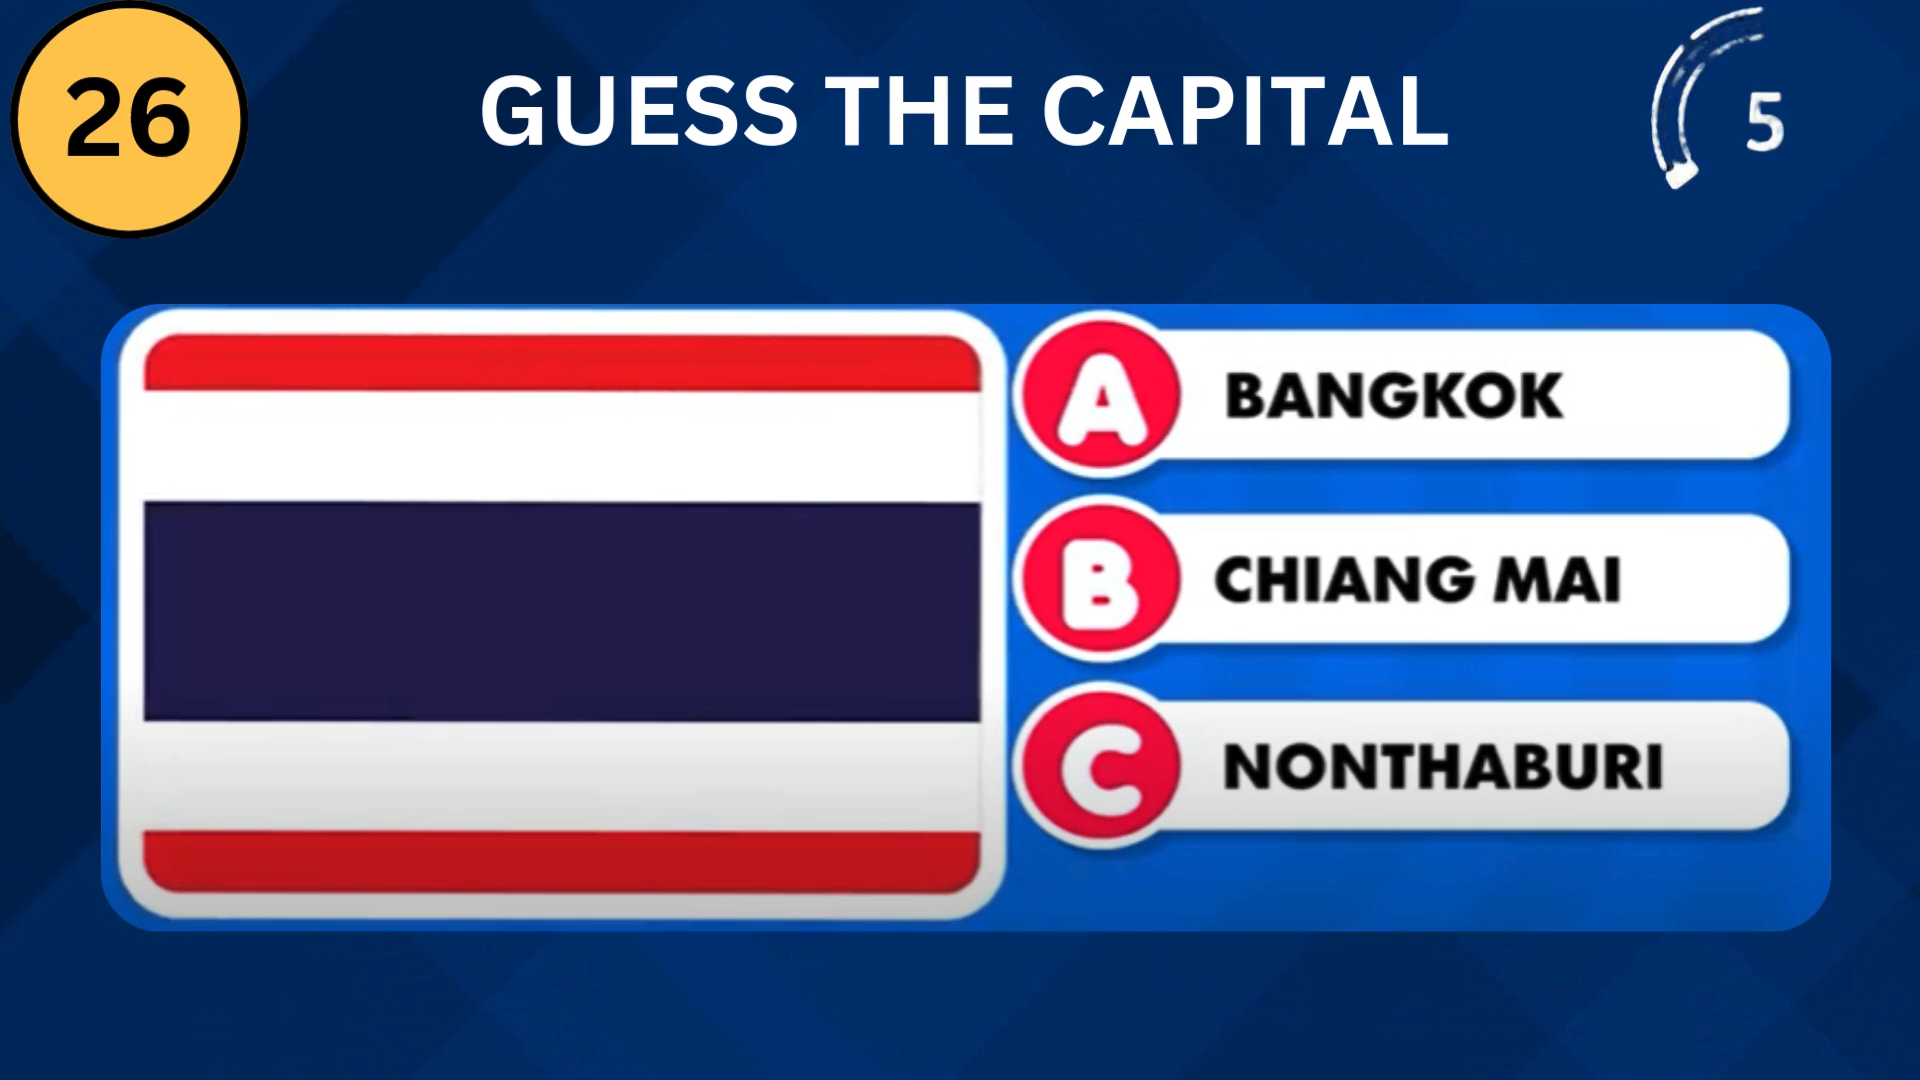 26
GUESS THE CAPITAL
5
A BANGKOK
B CHIANG MAI
C NONTHABURI